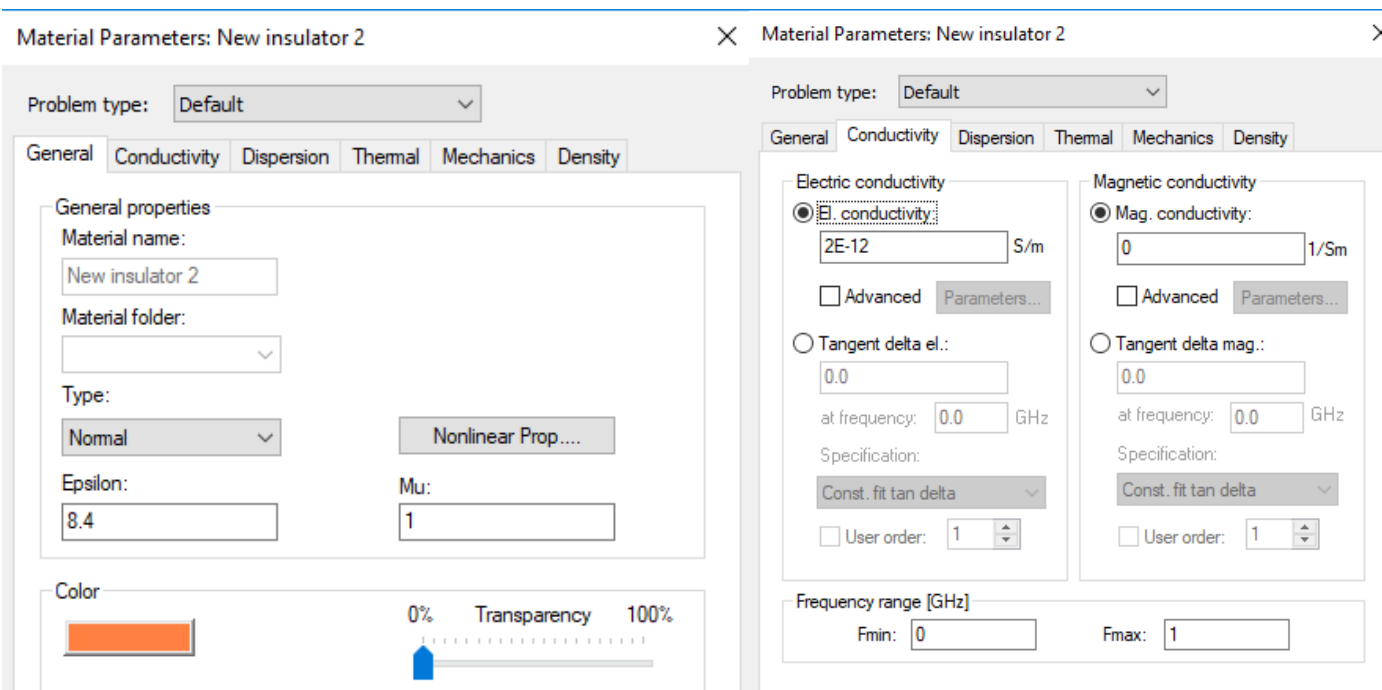 Material Parameters: New insulator 2
Problem type: Default
General Conductivity Dispersion Thermal Mechanics Density
General properties
Material name:
New insulator 2
Material folder:
Type:
Normal Nonlinear Prop....
Epsilon: Mu:
8.4 1
Color
0% Transparency 100%
Material Parameters: New insulator 2
Problem type: Default
General Conductivity Dispersion Thermal Mechanics Density
Electric conductivity
El. conductivity:
2E-12 S/m
Advanced Parameters...
Tangent delta el.:
0.0
at frequency: 0.0 GHz
Specification:
Const. fit tan delta
User order: 1
Magnetic conductivity
Mag. conductivity:
0 1/Sm
Advanced Parameters...
Tangent delta mag.:
0.0
at frequency: 0.0 GHz
Specification:
Const. fit tan delta
User order: 1
Frequency range [GHz]
Fmin: 0 Fmax: 1